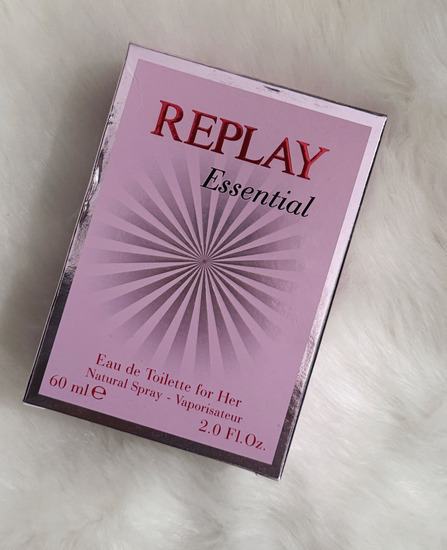 REPLAY
Essential
Eau de Toilette for Her
Natural Spray - Vaporisateur
60 ml ℮
2.0 Fl.Oz.